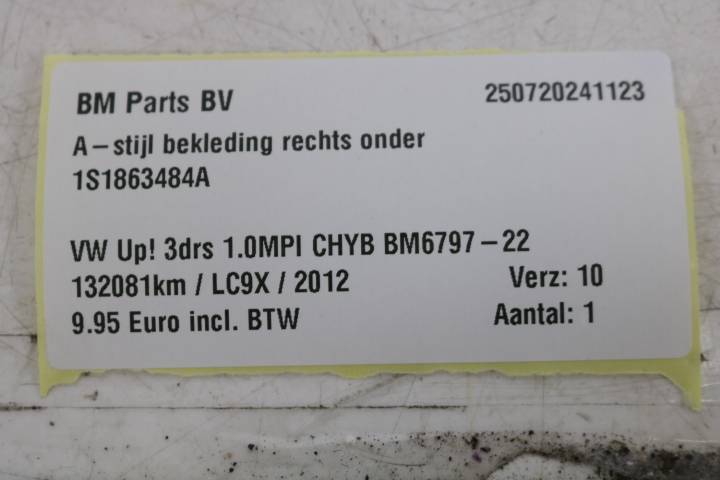 BM Parts BV 250720241123
A-stijl bekleding rechts onder
1S1863484A
VW Up! 3drs 1.0MPI CHYB BM6797-22
132081km / LC9X / 2012 Verz: 10
9.95 Euro incl. BTW Aantal: 1